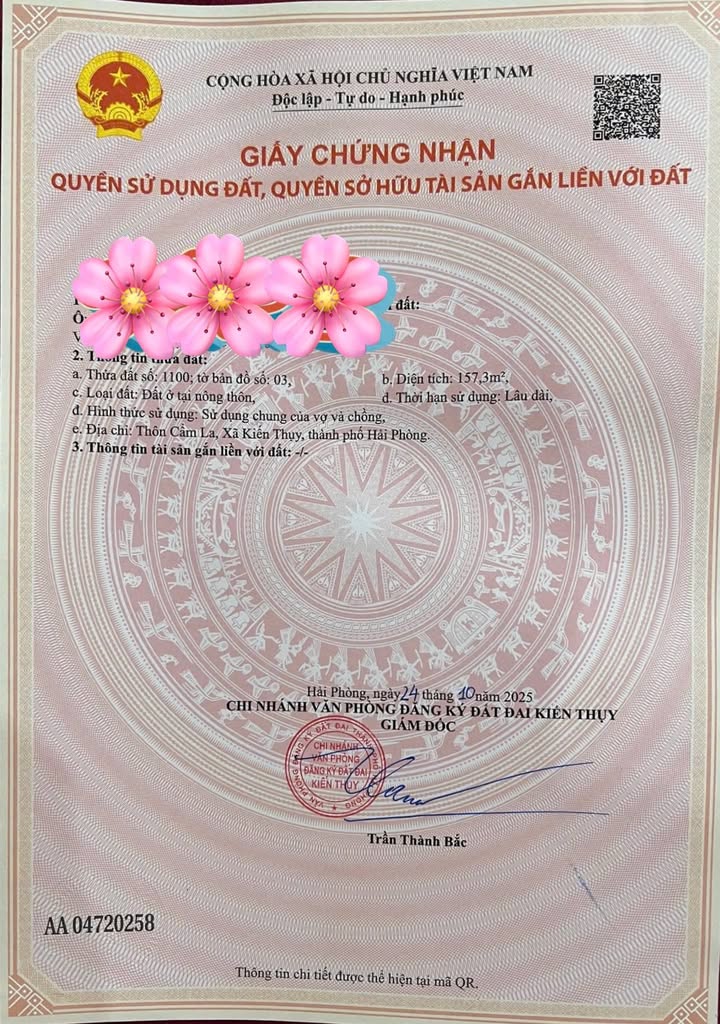 CỘNG HÒA XÃ HỘI CHỦ NGHĨA VIỆT NAM
Độc lập - Tự do - Hạnh phúc
GIẤY CHỨNG NHẬN
QUYỀN SỬ DỤNG ĐẤT, QUYỀN SỞ HỮU TÀI SẢN GẮN LIỀN VỚI ĐẤT
đất:
2. Thông tin thửa đất:
a. Thửa đất số: 1100; tờ bản đồ số: 03, b. Diện tích: 157,3m²,
c. Loại đất: Đất ở tại nông thôn, d. Thời hạn sử dụng: Lâu dài,
đ. Hình thức sử dụng: Sử dụng chung của vợ và chồng,
e. Địa chỉ: Thôn Cẩm La, Xã Kiến Thụy, thành phố Hải Phòng.
3. Thông tin tài sản gắn liền với đất: -/-
Hải Phòng, ngày 24 tháng 10 năm 2025
CHI NHÁNH VĂN PHÒNG ĐĂNG KÝ ĐẤT ĐAI KIẾN THỤY
GIÁM ĐỐC
CHI NHÁNH
VĂN PHÒNG
ĐĂNG KÝ ĐẤT ĐAI
KIẾN THỤY
Trần Thành Bắc
AA 04720258
Thông tin chi tiết được thể hiện tại mã QR.